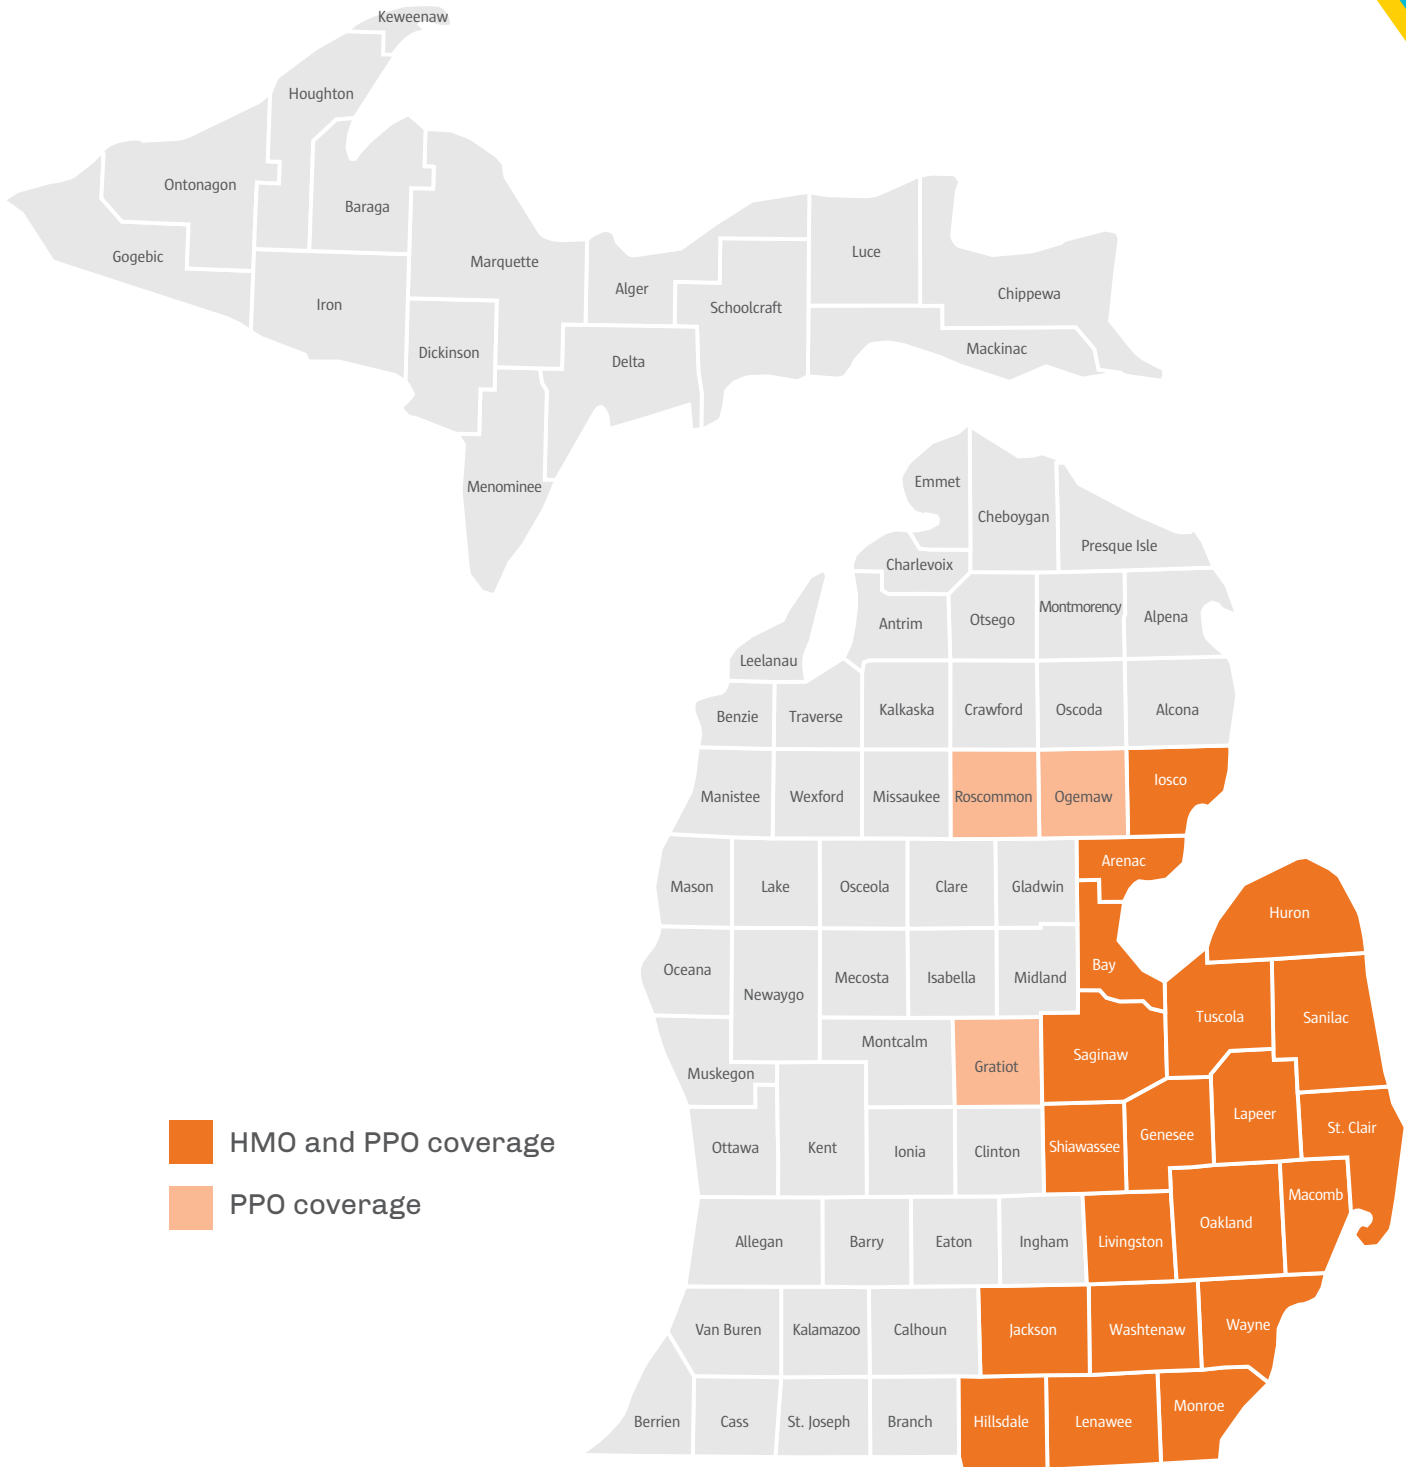 Keweenaw
Houghton
Ontonagon
Baraga
Gogebic
Marquette
Luce
Alger
Chippewa
Iron
Schoolcraft
Mackinac
Dickinson
Delta
Menominee
Emmet
Cheboygan
Presque Isle
Charlevoix
Antrim
Otsego
Montmorency
Alpena
Leelanau
Benzie
Traverse
Kalkaska
Crawford
Oscoda
Alcona
Manistee
Wexford
Missaukee
Roscommon
Ogemaw
Iosco
Arenac
Mason
Lake
Osceola
Clare
Gladwin
Huron
Oceana
Newaygo
Mecosta
Isabella
Midland
Bay
Tuscola
Sanilac
Montcalm
Gratiot
Saginaw
Muskegon
Lapeer
St. Clair
HMO and PPO coverage
Ottawa
Kent
Ionia
Clinton
Shiawassee
Genesee
PPO coverage
Macomb
Oakland
Allegan
Barry
Eaton
Ingham
Livingston
Van Buren
Kalamazoo
Calhoun
Jackson
Washtenaw
Wayne
Berrien
Cass
St. Joseph
Branch
Hillsdale
Lenawee
Monroe